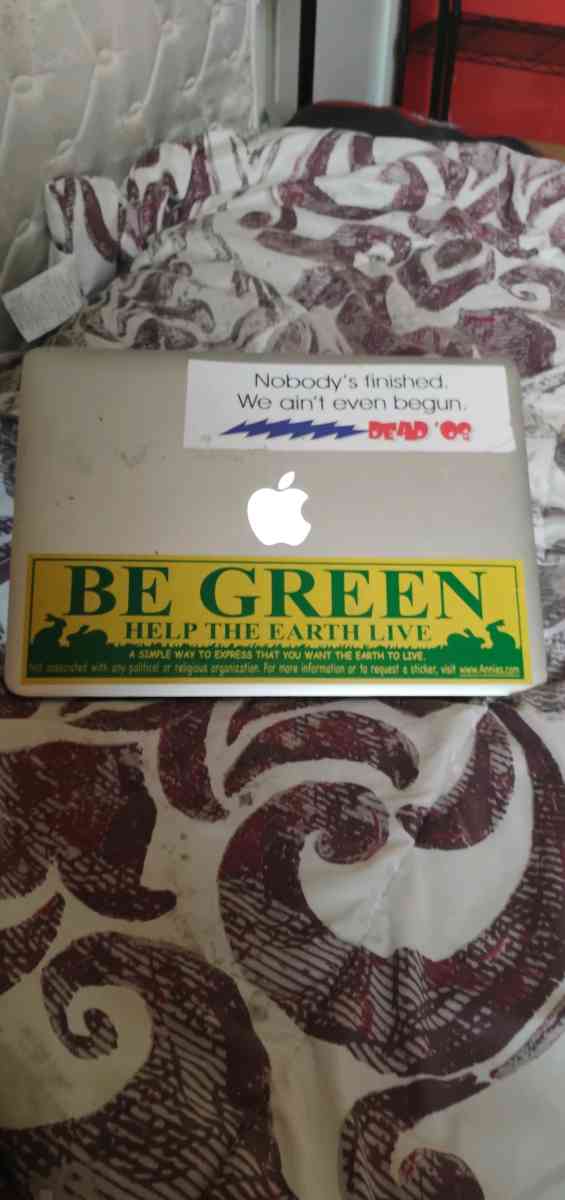 Nobody's finished.
We ain't even begun.
DEAD '09
BE GREEN
HELP THE EARTH LIVE
A SIMPLE WAY TO EXPRESS THAT YOU WANT THE EARTH TO LIVE.
Not associated with any political or religious organization. For more information or to request a sticker, visit www.Annies.com